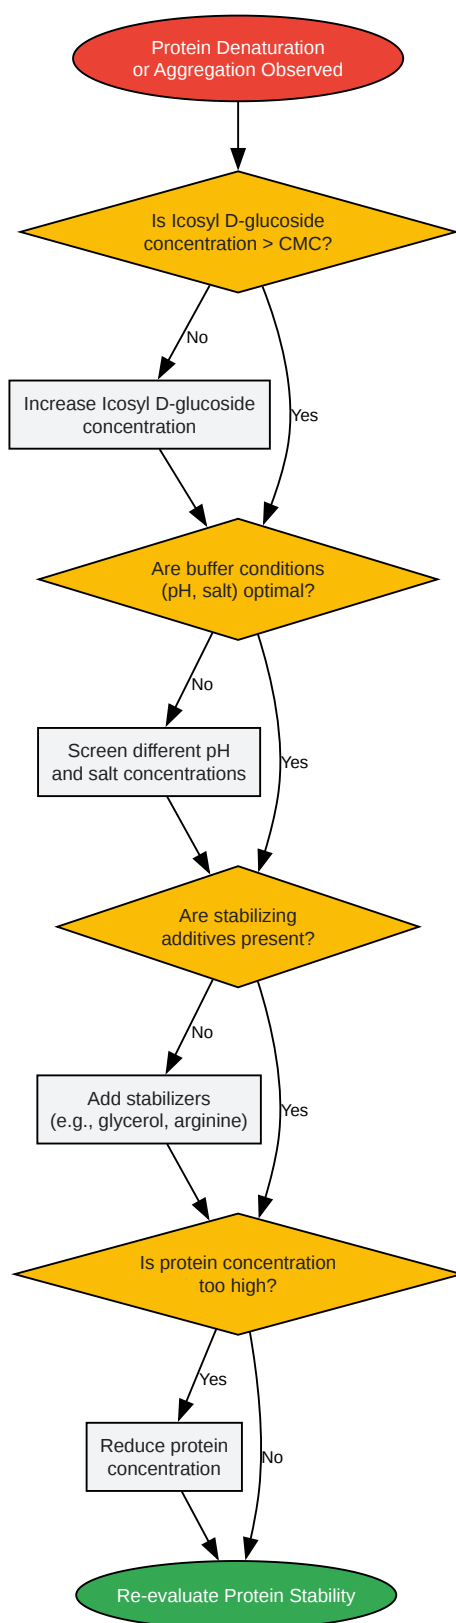 Protein Denaturation
or Aggregation Observed
Is Icosyl D-glucoside
concentration > CMC?
No
Increase Icosyl D-glucoside
concentration
Yes
Are buffer conditions
(pH, salt) optimal?
No
Screen different pH
and salt concentrations
Yes
Are stabilizing
additives present?
No
Add stabilizers
(e.g., glycerol, arginine)
Yes
Is protein concentration
too high?
Yes
Reduce protein
concentration
No
Re-evaluate Protein Stability